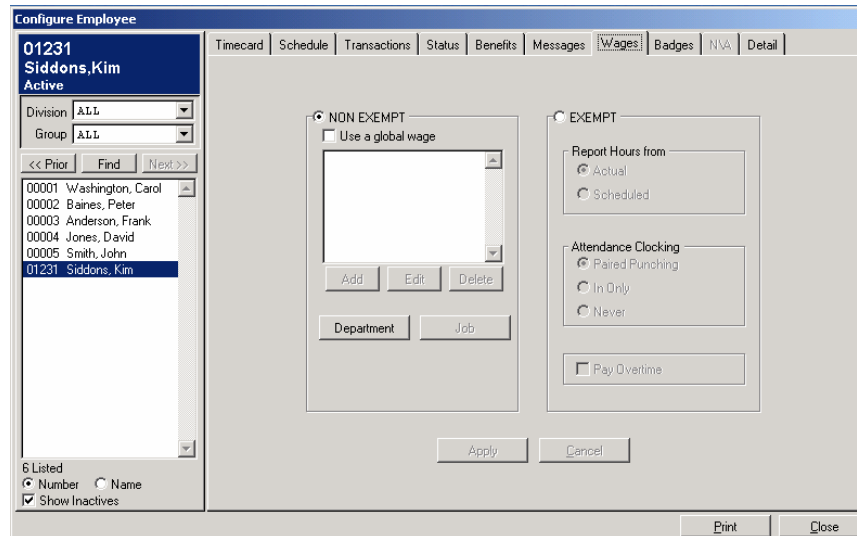 Configure Employee
01231
Siddons,Kim
Active
Division ALL
Group ALL
<< Prior Find Next >>
00001 Washington, Carol
00002 Baines, Peter
00003 Anderson, Frank
00004 Jones, David
00005 Smith, John
01231 Siddons, Kim
6 Listed
Number Name
Show Inactives
Timecard Schedule Transactions Status Benefits Messages Wages Badges N\A Detail
NON EXEMPT
Use a global wage
Add Edit Delete
Department Job
EXEMPT
Report Hours from
Actual
Scheduled
Attendance Clocking
Paired Punching
In Only
Never
Pay Overtime
Apply Cancel
Print Close